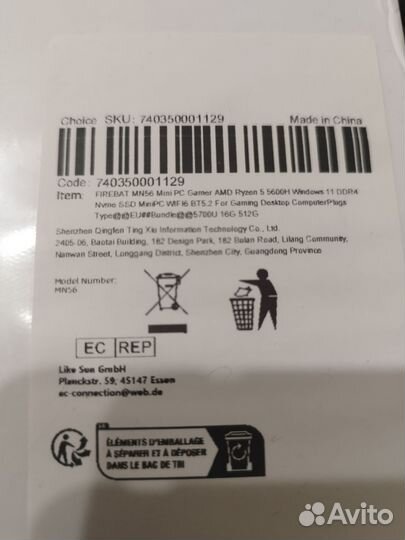 Choice SKU: 740350001129 Made in China
Code: 740350001129
Item: FIREBAT MN56 Mini PC Gamer AMD Ryzen 5 5600H Windows 11 DDR4
Nvme SSD MiniPC WIFI6 BT5.2 For Gaming Desktop ComputerPlugs
Type@@EU##Bundle@@5700U 16G 512G
Shenzhen Qingfen Ting Xiu Information Technology Co., Ltd.
2405-06, Baotai Building, 182 Design Park, 182 Bulan Road, Lilang Community,
Nanwan Street, Longgang District, Shenzhen City, Guangdong Province
Model Number:
MN56
EC REP
Like Sun GmbH
Planckstr. 59, 45147 Essen
ec-connection@web.de
FR
ÉLÉMENTS D'EMBALLAGE
À SÉPARER ET À DÉPOSER
DANS LE BAC DE TRI
Avito